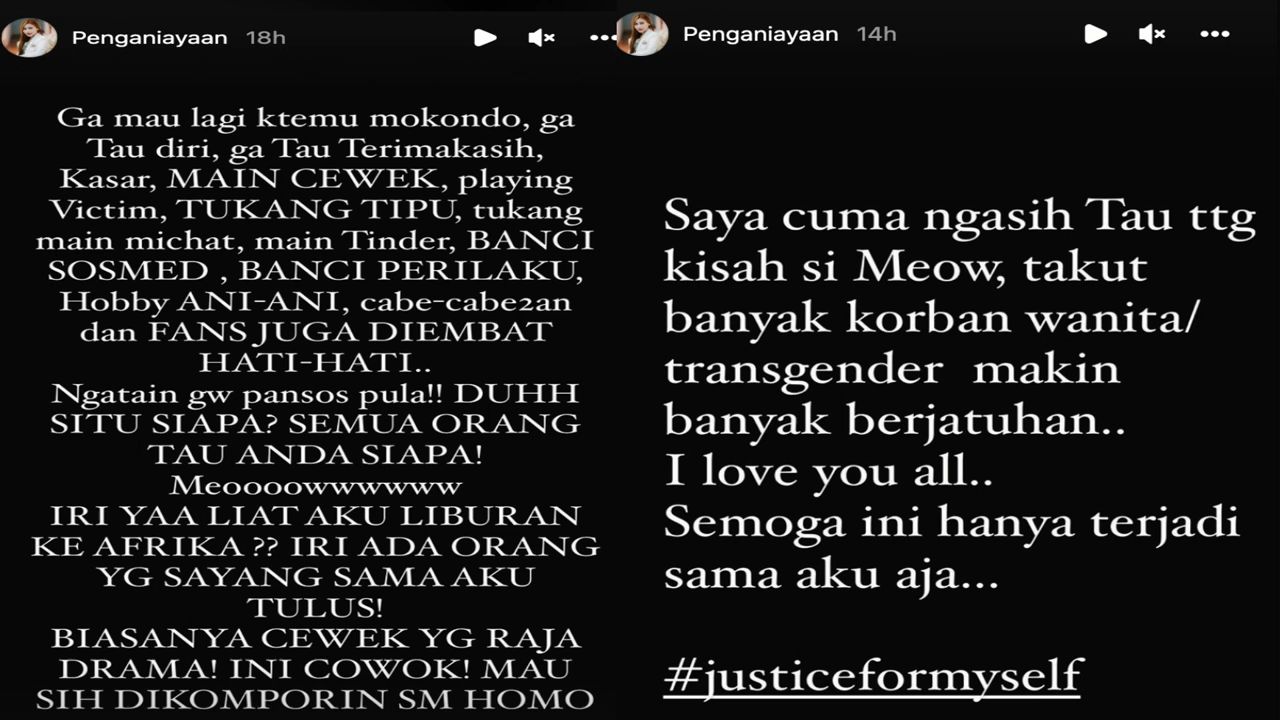 Penganiayaan 18h
Ga mau lagi ktemu mokondo, ga
Tau diri, ga Tau Terimakasih,
Kasar, MAIN CEWEK, playing
Victim, TUKANG TIPU, tukang
main michat, main Tinder, BANCI
SOSMED , BANCI PERILAKU,
Hobby ANI-ANI, cabe-cabe2an
dan FANS JUGA DIEMBAT
HATI-HATI..
Ngatain gw pansos pula!! DUHH
SITU SIAPA? SEMUA ORANG
TAU ANDA SIAPA!
Meoooowwwwww
IRI YAA LIAT AKU LIBURAN
KE AFRIKA ?? IRI ADA ORANG
YG SAYANG SAMA AKU
TULUS!
BIASANYA CEWEK YG RAJA
DRAMA! INI COWOK! MAU
SIH DIKOMPORIN SM HOMO
Penganiayaan 14h
Saya cuma ngasih Tau ttg
kisah si Meow, takut
banyak korban wanita/
transgender makin
banyak berjatuhan..
I love you all..
Semoga ini hanya terjadi
sama aku aja...
#justiceformyself